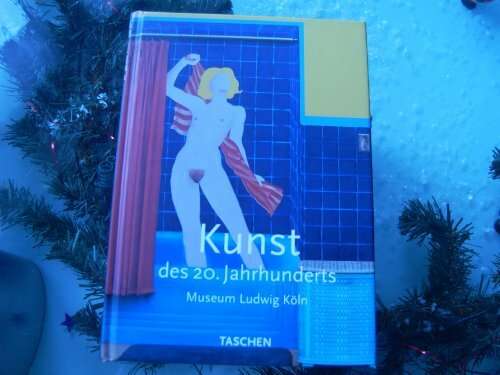 Kunst
des 20. Jahrhunderts
Museum Ludwig Köln
TASCHEN